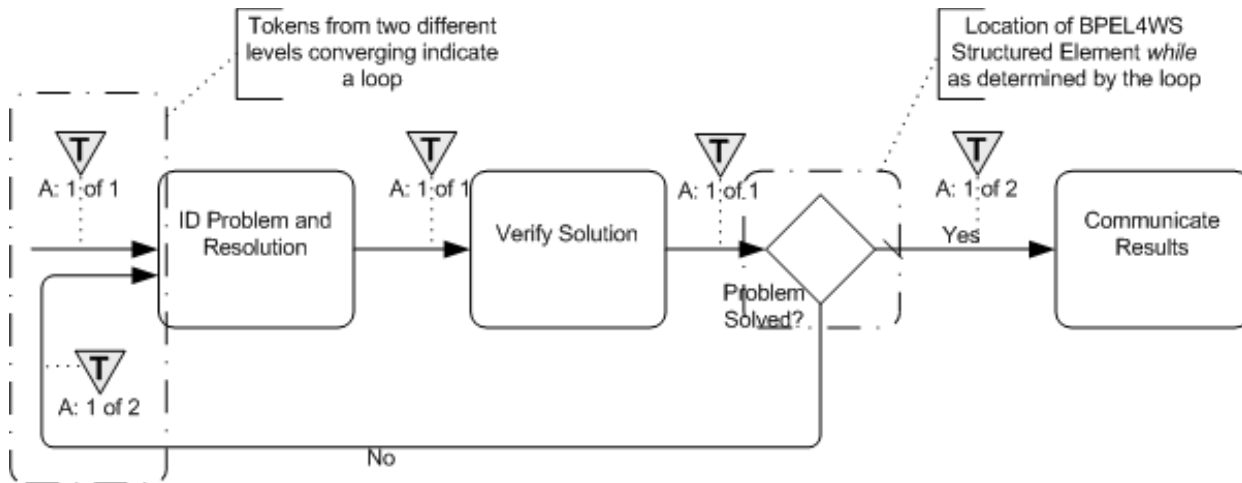 Tokens from two different
levels converging indicate
a loop
Location of BPEL4WS
Structured Element while
as determined by the loop
T
A: 1 of 1
T
A: 1 of 1
T
A: 1 of 1
T
A: 1 of 2
ID Problem and
Resolution
Verify Solution
Problem
Solved?
Yes
Communicate
Results
T
A: 1 of 2
No